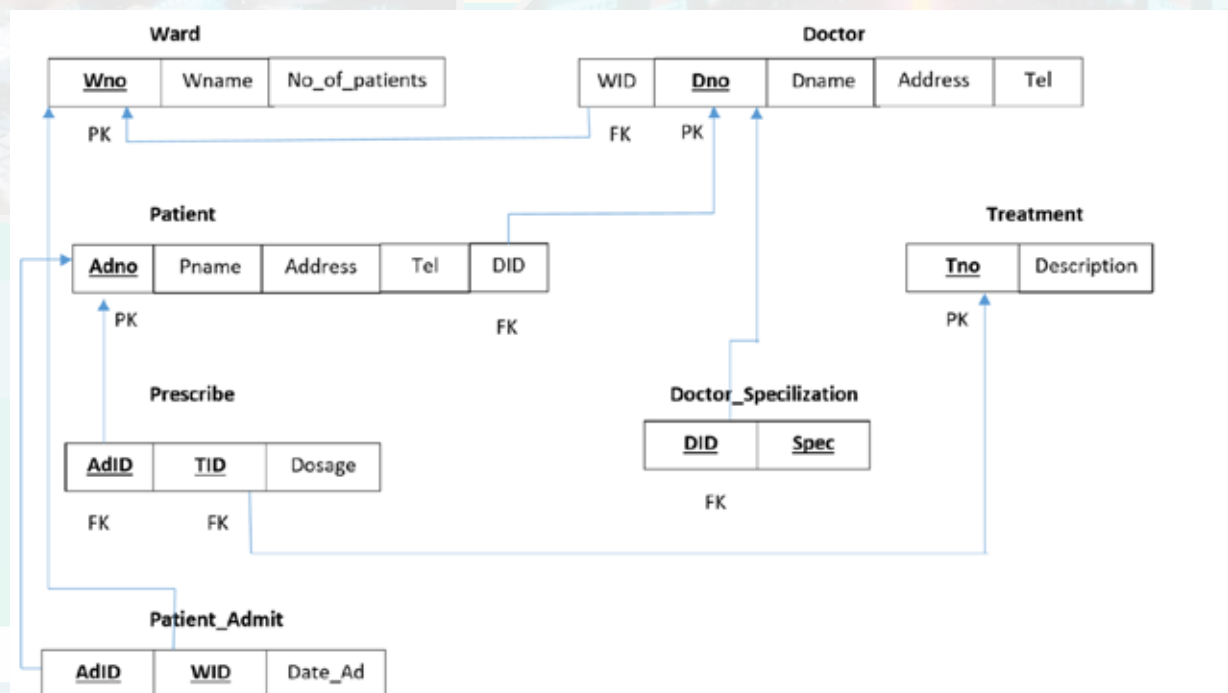 Ward Doctor
Wno Wname No_of_patients WID Dno Dname Address Tel
PK FK PK
Patient Treatment
Adno Pname Address Tel DID Tno Description
PK FK PK
Prescribe Doctor_Specilization
AdID TID Dosage DID Spec
FK FK FK
Patient_Admit
AdID WID Date_Ad